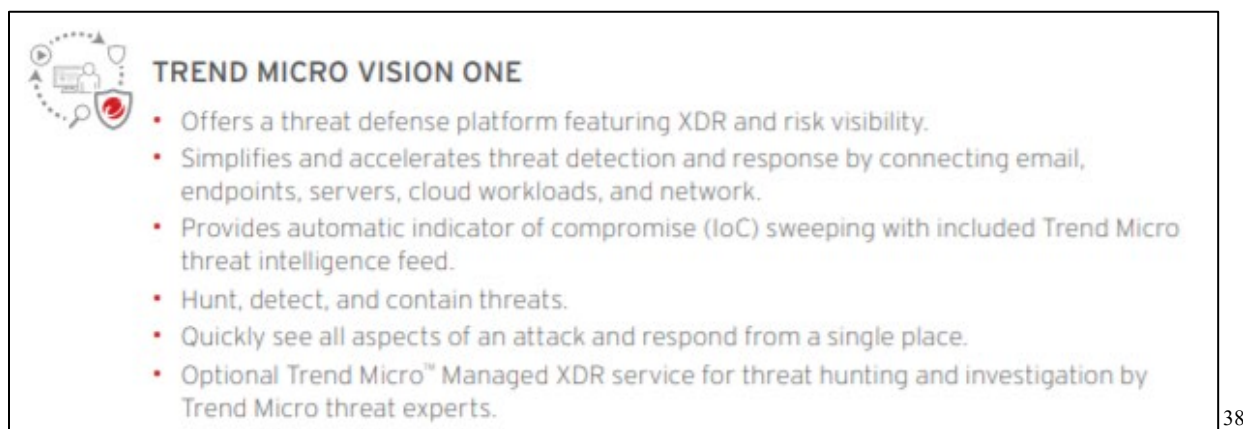 TREND MICRO VISION ONE
• Offers a threat defense platform featuring XDR and risk visibility.
• Simplifies and accelerates threat detection and response by connecting email,
endpoints, servers, cloud workloads, and network.
• Provides automatic indicator of compromise (IoC) sweeping with included Trend Micro
threat intelligence feed.
• Hunt, detect, and contain threats.
• Quickly see all aspects of an attack and respond from a single place.
• Optional Trend Micro™ Managed XDR service for threat hunting and investigation by
Trend Micro threat experts.
38